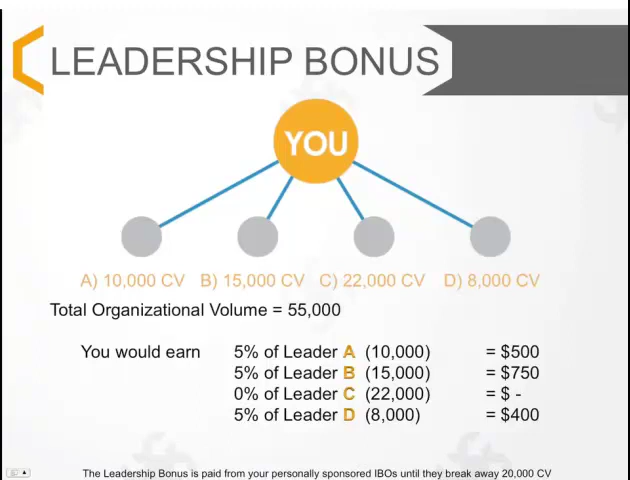 LEADERSHIP BONUS
YOU
A) 10,000 CV B) 15,000 CV C) 22,000 CV D) 8,000 CV
Total Organizational Volume = 55,000
You would earn 5% of Leader A (10,000) = $500
5% of Leader B (15,000) = $750
0% of Leader C (22,000) = $ -
5% of Leader D (8,000) = $400
The Leadership Bonus is paid from your personally sponsored IBOs until they break away 20,000 CV